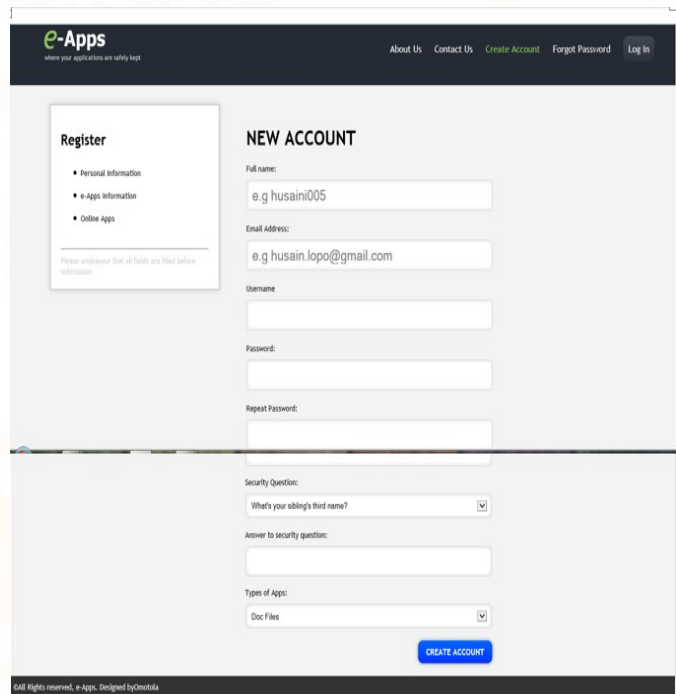 e-Apps
where your applications are safely kept
About Us Contact Us Create Account Forgot Password Log In
Register
• Personal Information
• e-Apps Information
• Online Apps
Please endeavour that all fields are filled before
submission
NEW ACCOUNT
Full name:
e.g husaini005
Email Address:
e.g husain.lopo@gmail.com
Username
Password:
Repeat Password:
Security Question:
What's your sibling's third name?
Answer to security question:
Types of Apps:
Doc Files
CREATE ACCOUNT
©All Rights reserved, e-Apps. Designed byOmotola